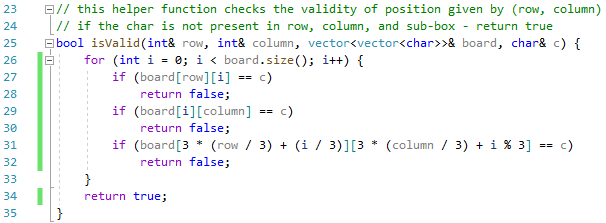 23 // this helper function checks the validity of position given by (row, column)
24 // if the char is not present in row, column, and sub-box - return true
25 bool isValid(int& row, int& column, vector<vector<char>>& board, char& c) {
26     for (int i = 0; i < board.size(); i++) {
27         if (board[row][i] == c)
28             return false;
29         if (board[i][column] == c)
30             return false;
31         if (board[3 * (row / 3) + (i / 3)][3 * (column / 3) + i % 3] == c)
32             return false;
33     }
34     return true;
35 }